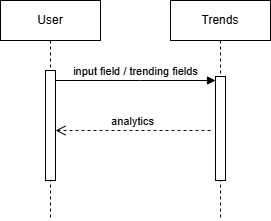 User
Trends
input field / trending fields
analytics